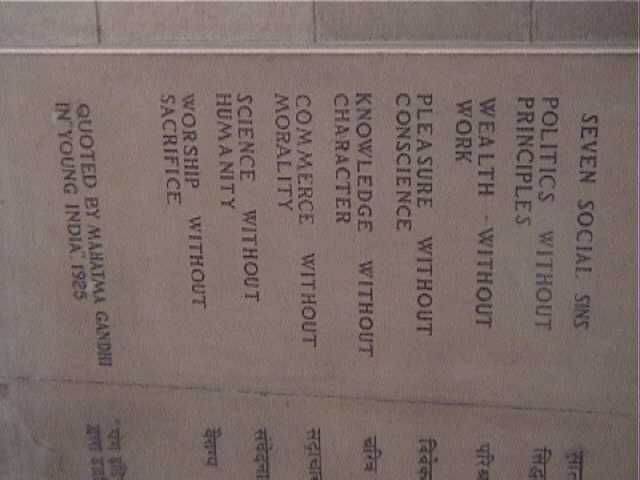 SEVEN SOCIAL SINS
POLITICS WITHOUT
PRINCIPLES
WEALTH WITHOUT
WORK
PLEASURE WITHOUT
CONSCIENCE
KNOWLEDGE WITHOUT
CHARACTER
COMMERCE WITHOUT
MORALITY
SCIENCE WITHOUT
HUMANITY
WORSHIP WITHOUT
SACRIFICE
QUOTED BY MAHATMA GANDHI
IN "YOUNG INDIA", 1925
चरित्र
वैराग्य